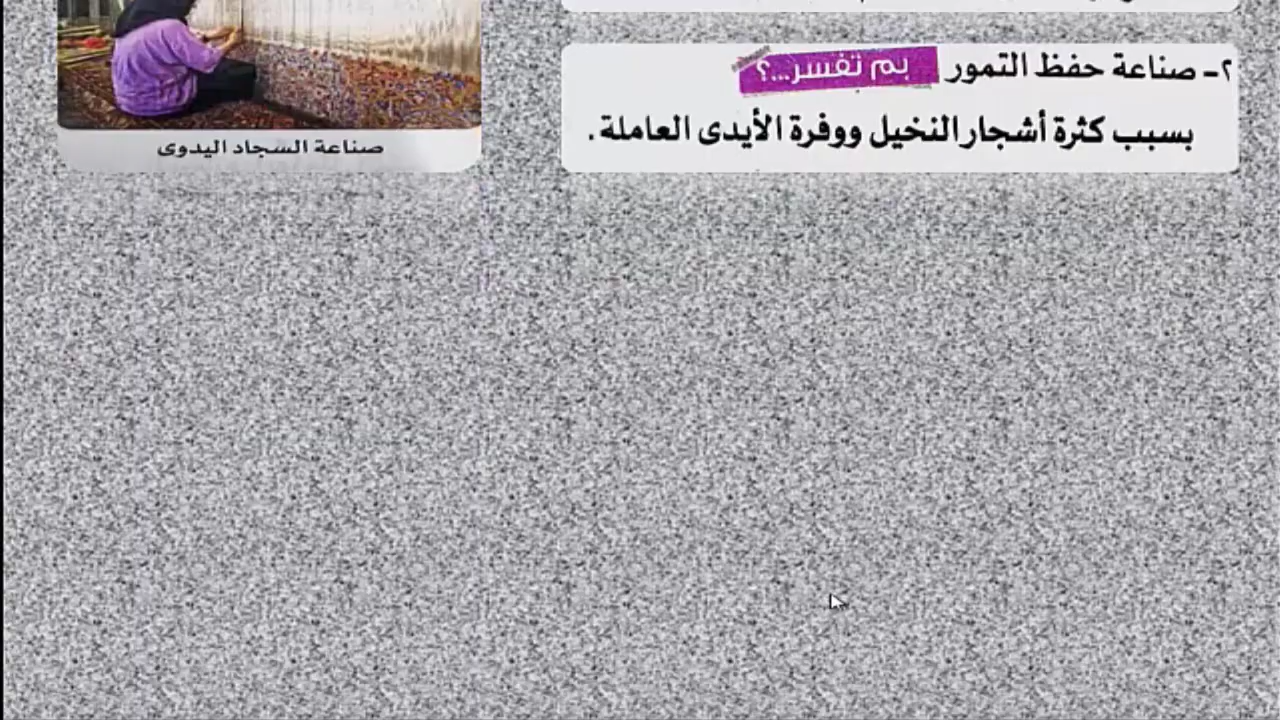 ٢- صناعة حفظ التمور بم تفسر...؟
بسبب كثرة أشجار النخيل ووفرة الأيدى العاملة.
صناعة السجاد اليدوى